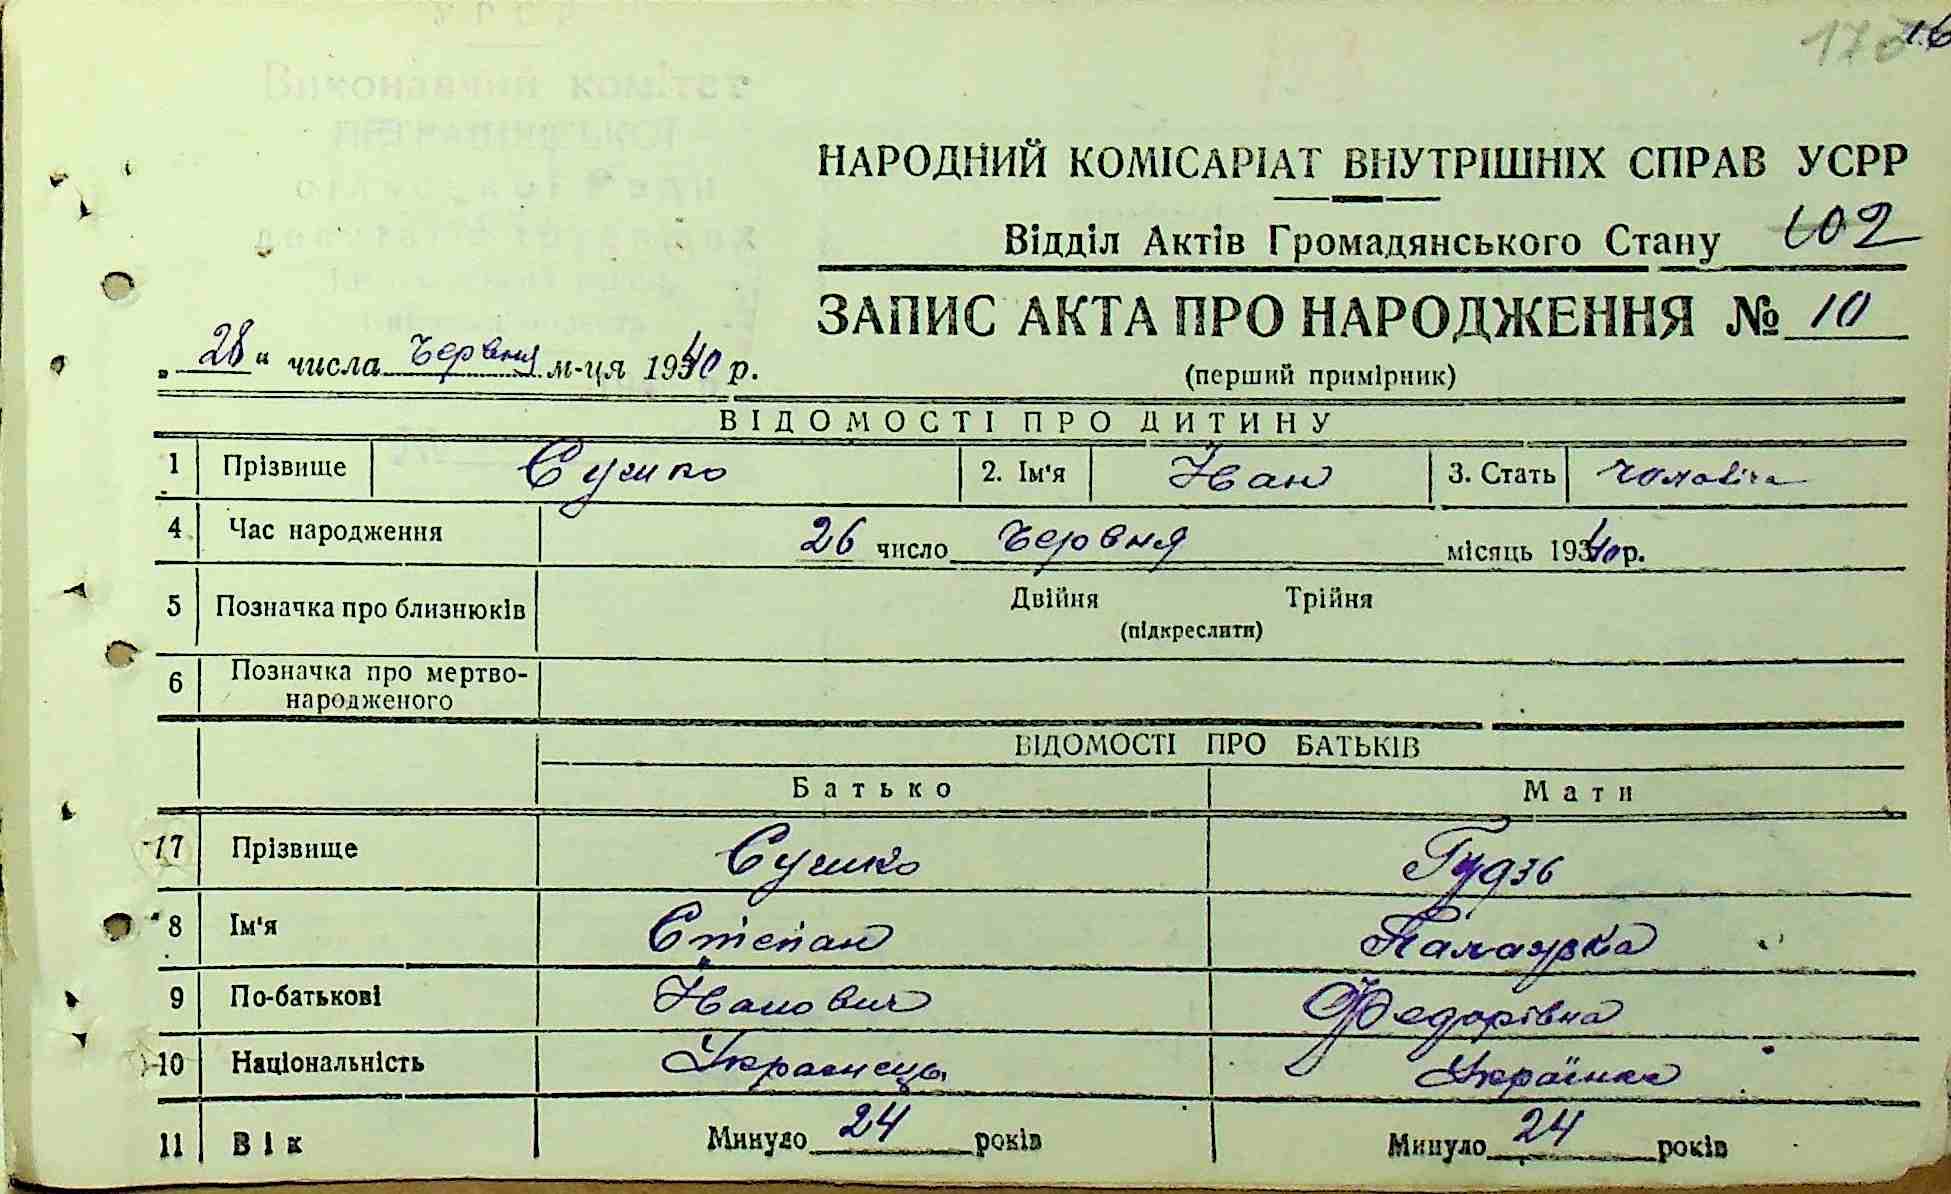 НАРОДНИЙ КОМІСАРІАТ ВНУТРІШНІХ СПРАВ УСРР
Відділ Актів Громадянського Стану 102
ЗАПИС АКТА ПРО НАРОДЖЕННЯ № 10
„28“ числа Червня м-ця 1940 р.
(перший примірник)
ВІДОМОСТІ ПРО ДИТИНУ
1 Прізвище Сушко 2. Ім'я Іван 3. Стать чоловіча
4 Час народження 26 число Червня місяць 1940 р.
5 Позначка про близнюків Двійня Трійня
(підкреслити)
6 Позначка про мертво-
народженого
ВІДОМОСТІ ПРО БАТЬКІВ
Батько Мати
17 Прізвище Сушко Гудзь
8 Ім'я Степан
9 По-батькові Іванович Федорівна
10 Національність Українець Українка
11 Вік Минуло 24 років Минуло 24 років